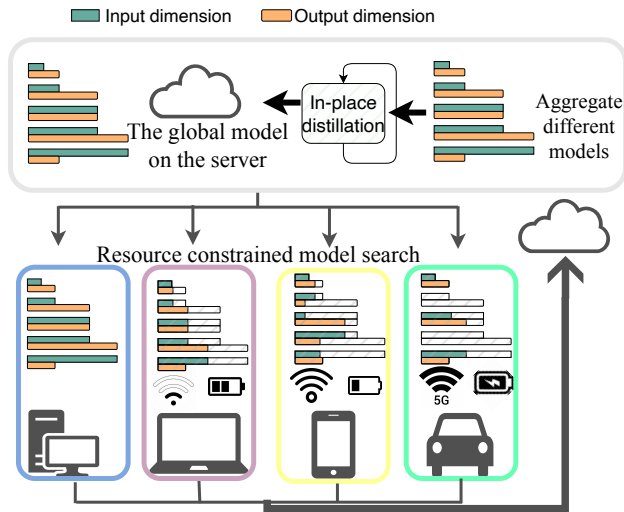 Input dimension
Output dimension
In-place
distillation
The global model
on the server
Aggregate
different
models
Resource constrained model search
5G